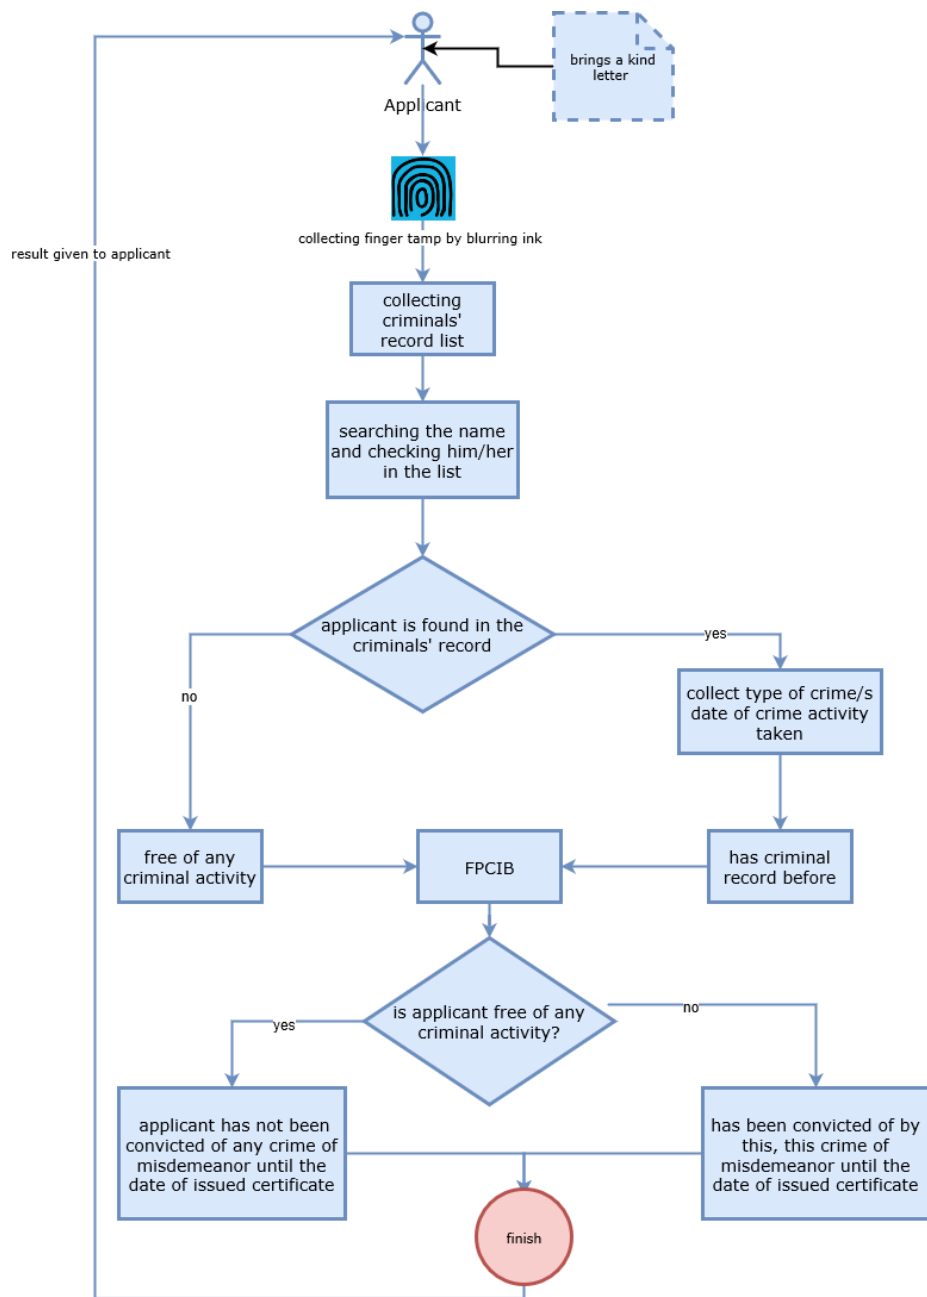 brings a kind
letter
Applicant
collecting finger tamp by blurring ink
result given to applicant
collecting
criminals'
record list
searching the name
and checking him/her
in the list
applicant is found in the
criminals' record
yes
no
collect type of crime/s
date of crime activity
taken
free of any
criminal activity
FPCIB
has criminal
record before
is applicant free of any
criminal activity?
yes
no
applicant has not been
convicted of any crime of
misdemeanor until the
date of issued certificate
has been convicted of by
this, this crime of
misdemeanor until the
date of issued certificate
finish